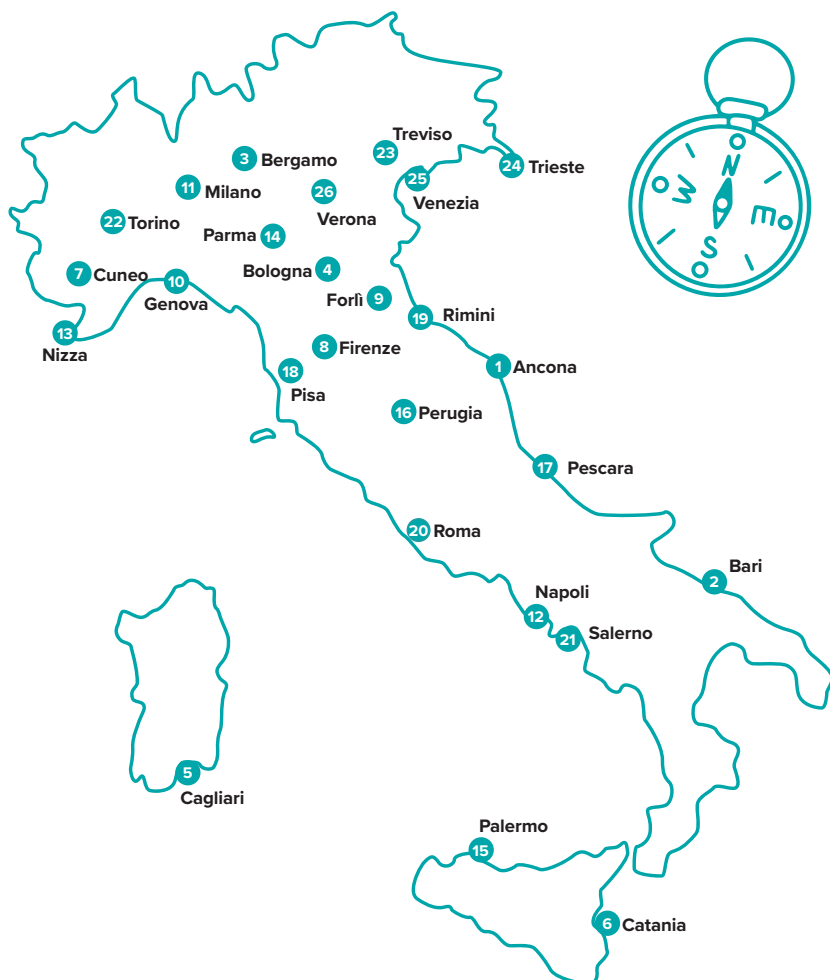 Treviso
23
24
Trieste
3
Bergamo
11
Milano
26
Verona
25
Venezia
22
Torino
Parma
14
7
Cuneo
10
Genova
Bologna
4
Forlì
9
19
Rimini
13
Nizza
8
Firenze
18
Pisa
1
Ancona
16
Perugia
17
Pescara
20
Roma
Bari
2
Napoli
12
21
Salerno
5
Cagliari
Palermo
15
6
Catania
N
W
E
S